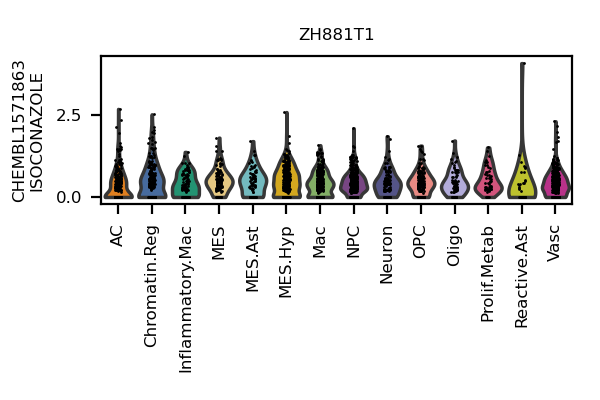 ZH881T1
CHEMBL1571863
ISOCONAZOLE
2.5
0.0
AC
Chromatin.Reg
Inflammatory.Mac
MES
MES.Ast
MES.Hyp
Mac
NPC
Neuron
OPC
Oligo
Prolif.Metab
Reactive.Ast
Vasc